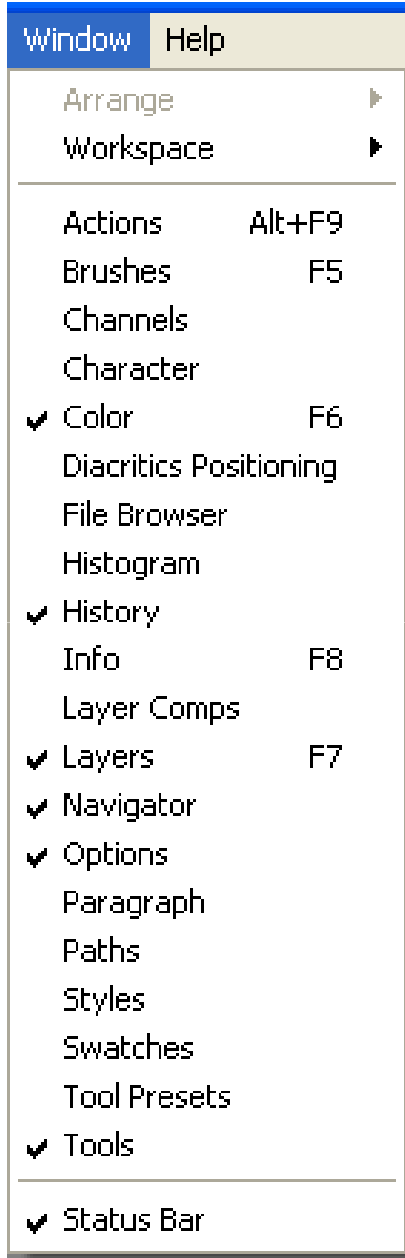 Window Help
Arrange
Workspace
Actions Alt+F9
Brushes F5
Channels
Character
Color F6
Diacritics Positioning
File Browser
Histogram
History
Info F8
Layer Comps
Layers F7
Navigator
Options
Paragraph
Paths
Styles
Swatches
Tool Presets
Tools
Status Bar